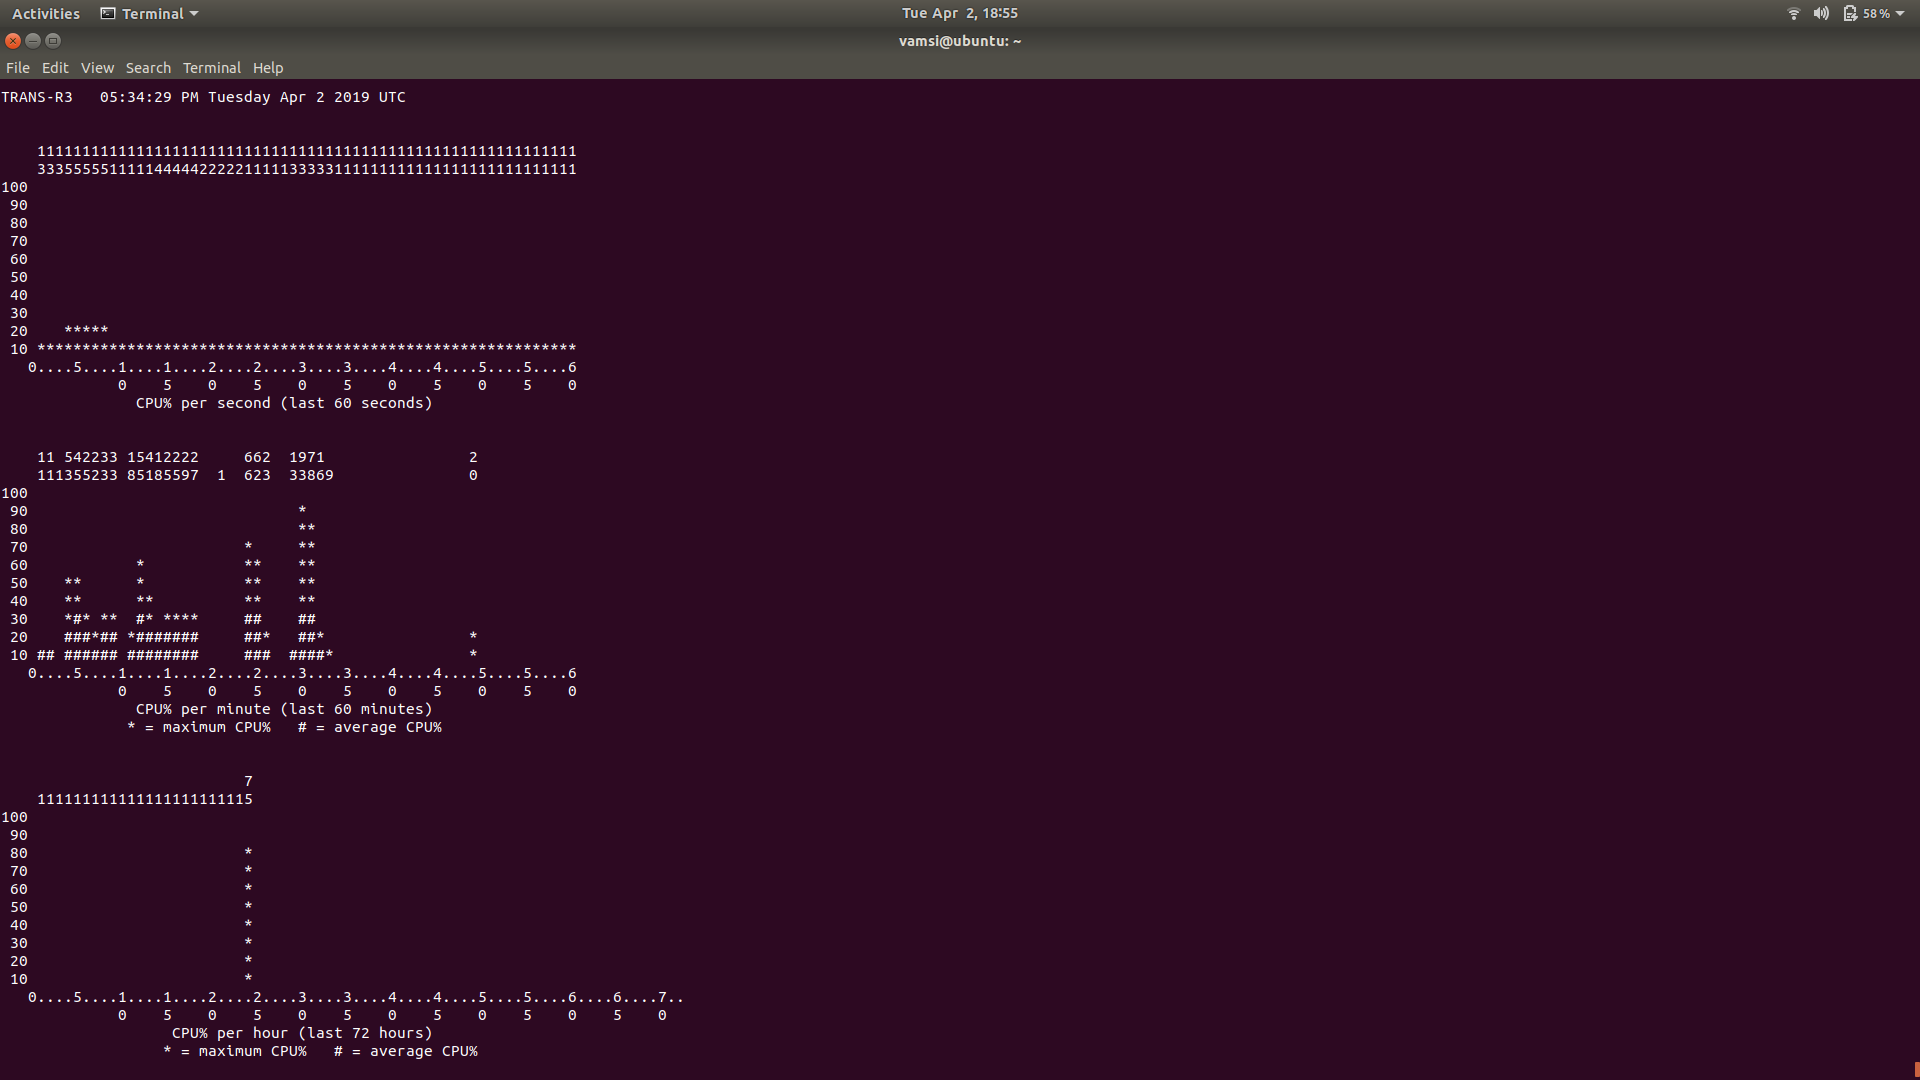 Activities Terminal Tue Apr 2, 18:55 58%
vamsi@ubuntu: ~
File Edit View Search Terminal Help
TRANS-R3   05:34:29 PM Tuesday Apr 2 2019 UTC
    111111111111111111111111111111111111111111111111111111111111
    333555551111144444222221111133333111111111111111111111111111
100
 90
 80
 70
 60
 50
 40
 30
 20    *****
 10 ************************************************************
   0....5....1....1....2....2....3....3....4....4....5....5....6
             0    5    0    5    0    5    0    5    0    5    0
               CPU% per second (last 60 seconds)
    11 542233 15412222     662  1971                2
    111355233 85185597  1  623  33869               0
100
 90                              *
 80                              **
 70                        *     **
 60            *           **    **
 50    **      *           **    **
 40    **      **          **    **
 30    *#* **  #* ****     ##    ##
 20    ###*## *#######     ##*   ##*                *
 10 ## ###### ########     ###  ####*               *
   0....5....1....1....2....2....3....3....4....4....5....5....6
             0    5    0    5    0    5    0    5    0    5    0
               CPU% per minute (last 60 minutes)
              * = maximum CPU%   # = average CPU%
                           7
    111111111111111111111115
100
 90
 80                        *
 70                        *
 60                        *
 50                        *
 40                        *
 30                        *
 20                        *
 10                        *
   0....5....1....1....2....2....3....3....4....4....5....5....6....6....7..
             0    5    0    5    0    5    0    5    0    5    0    5    0
                   CPU% per hour (last 72 hours)
                  * = maximum CPU%   # = average CPU%